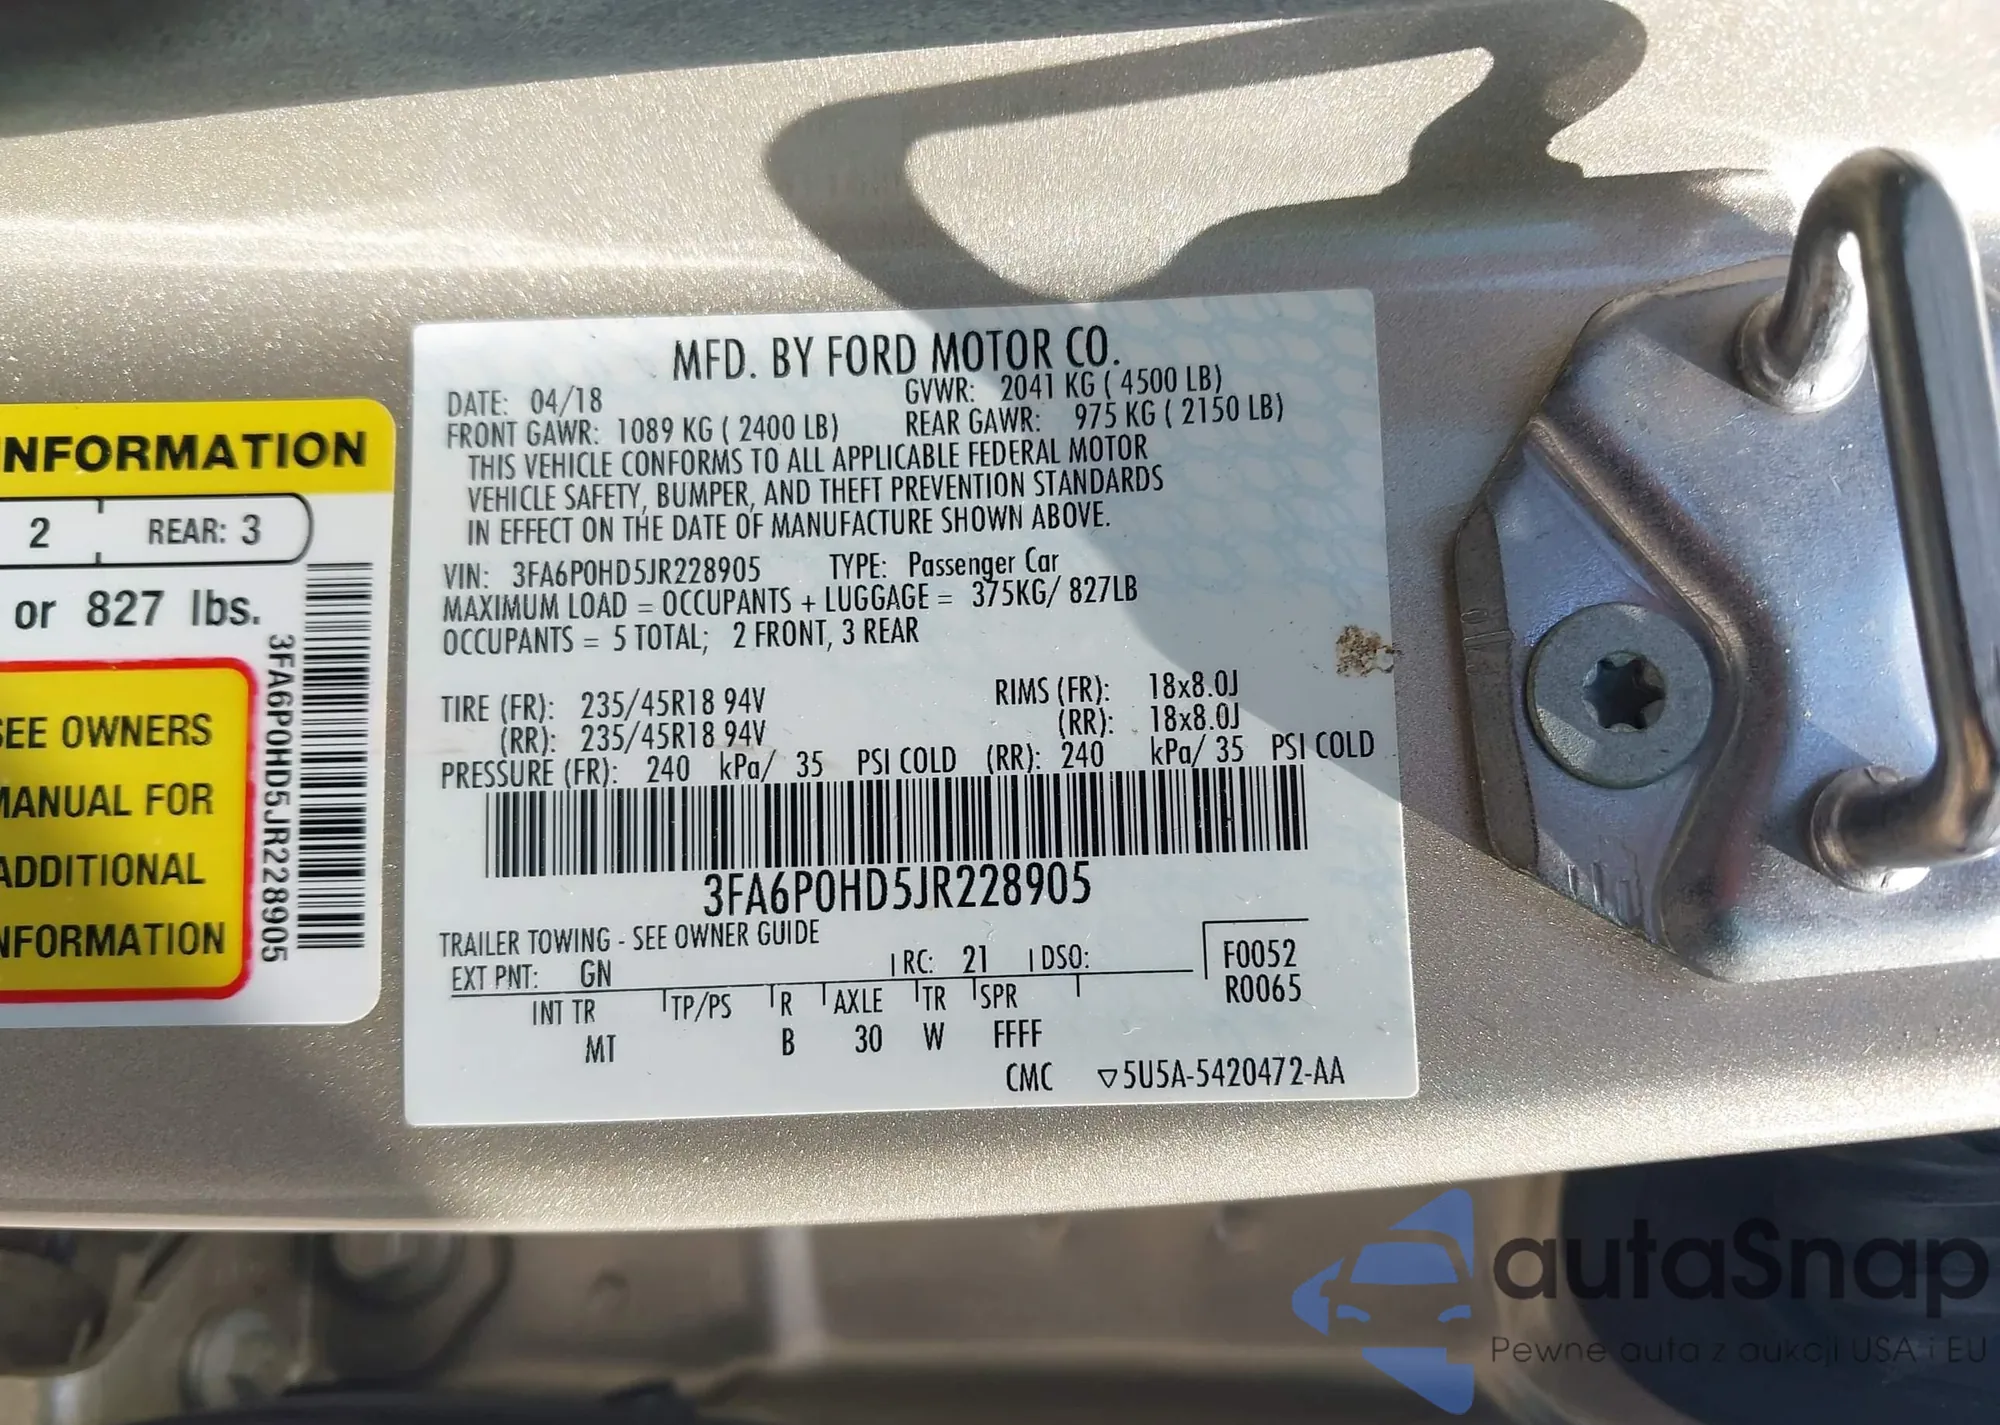 INFORMATION
2 REAR: 3
or 827 lbs.
SEE OWNERS
MANUAL FOR
ADDITIONAL
INFORMATION
3FA6P0HD5JR228905
MFD. BY FORD MOTOR CO.
DATE: 04/18 GVWR: 2041 KG ( 4500 LB)
FRONT GAWR: 1089 KG ( 2400 LB) REAR GAWR: 975 KG ( 2150 LB)
THIS VEHICLE CONFORMS TO ALL APPLICABLE FEDERAL MOTOR
VEHICLE SAFETY, BUMPER, AND THEFT PREVENTION STANDARDS
IN EFFECT ON THE DATE OF MANUFACTURE SHOWN ABOVE.
VIN: 3FA6P0HD5JR228905 TYPE: Passenger Car
MAXIMUM LOAD = OCCUPANTS + LUGGAGE = 375KG/ 827LB
OCCUPANTS = 5 TOTAL; 2 FRONT, 3 REAR
TIRE (FR): 235/45R18 94V RIMS (FR): 18x8.0J
(RR): 235/45R18 94V (RR): 18x8.0J
PRESSURE (FR): 240 kPa/ 35 PSI COLD (RR): 240 kPa/ 35 PSI COLD
3FA6P0HD5JR228905
TRAILER TOWING - SEE OWNER GUIDE
EXT PNT: GN RC: 21 DSO: F0052
R0065
INT TR TP/PS R AXLE TR SPR
MT B 30 W FFFF
CMC ▽5U5A-5420472-AA
autaSnap
Pewne auta z aukcji USA i EU